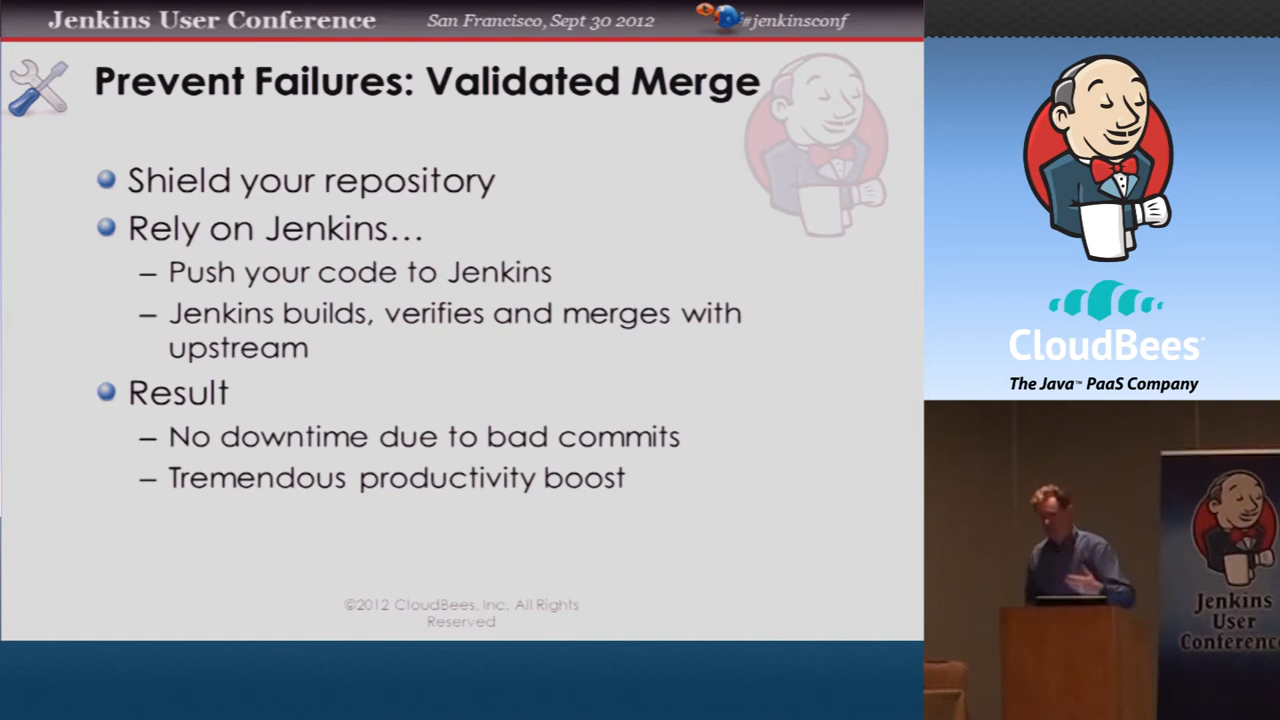 Jenkins User Conference
San Francisco, Sept 30 2012
#jenkinsconf
Prevent Failures: Validated Merge
Shield your repository
Rely on Jenkins…
– Push your code to Jenkins
– Jenkins builds, verifies and merges with
upstream
Result
– No downtime due to bad commits
– Tremendous productivity boost
©2012 CloudBees, Inc. All Rights
Reserved
CloudBees
The Java™ PaaS Company
Jenkins
User
Conference